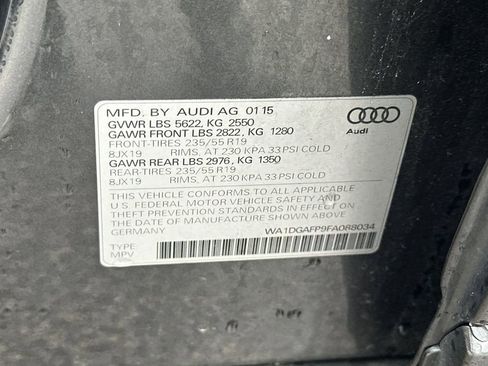 MFD. BY AUDI AG 01 15
GVWR LBS 5622, KG 2550
GAWR FRONT LBS 2822, KG 1280
FRONT-TIRES 235/55 R19
8JX19 RIMS, AT 230 KPA 33 PSI COLD
GAWR REAR LBS 2976, KG 1350
REAR-TIRES 235/55 R19
8JX19 RIMS, AT 230 KPA 33 PSI COLD
THIS VEHICLE CONFORMS TO ALL APPLICABLE
U.S. FEDERAL MOTOR VEHICLE SAFETY AND
THEFT PREVENTION STANDARDS IN EFFECT ON
THE DATE OF MANUFACTURE SHOWN ABOVE
GERMANY WA1DGAFP9FA088034
TYPE:
MPV
Audi